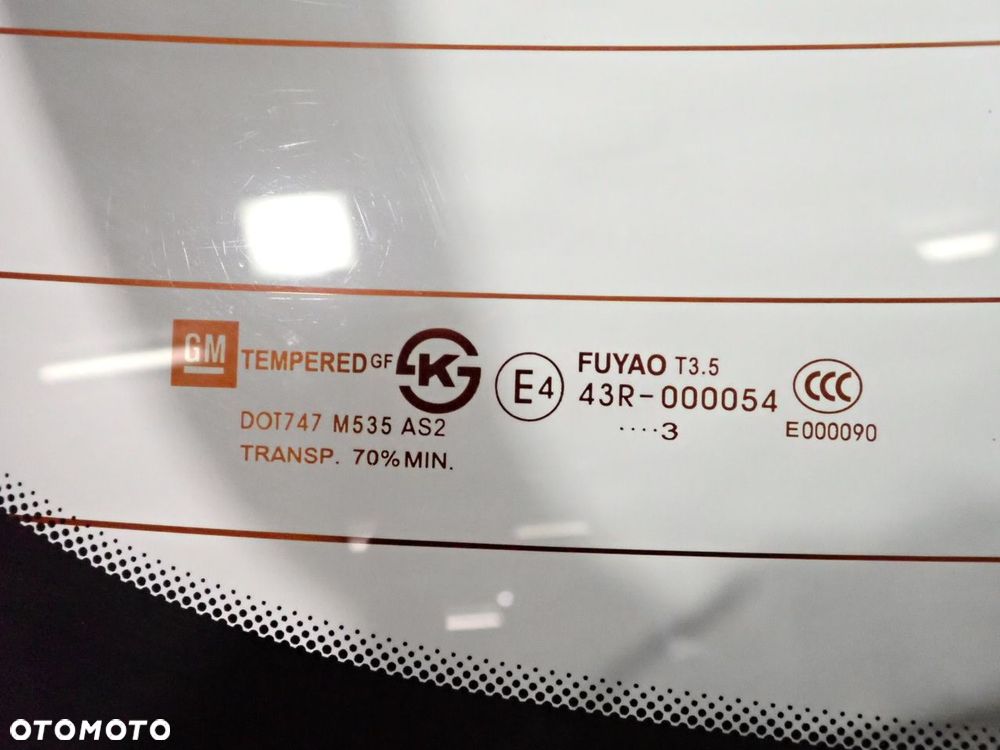 GM TEMPERED GF K E4 FUYAO T3.5 CCC
43R-000054
DOT747 M535 AS2 ....3 E000090
TRANSP. 70% MIN.
OTOMOTO